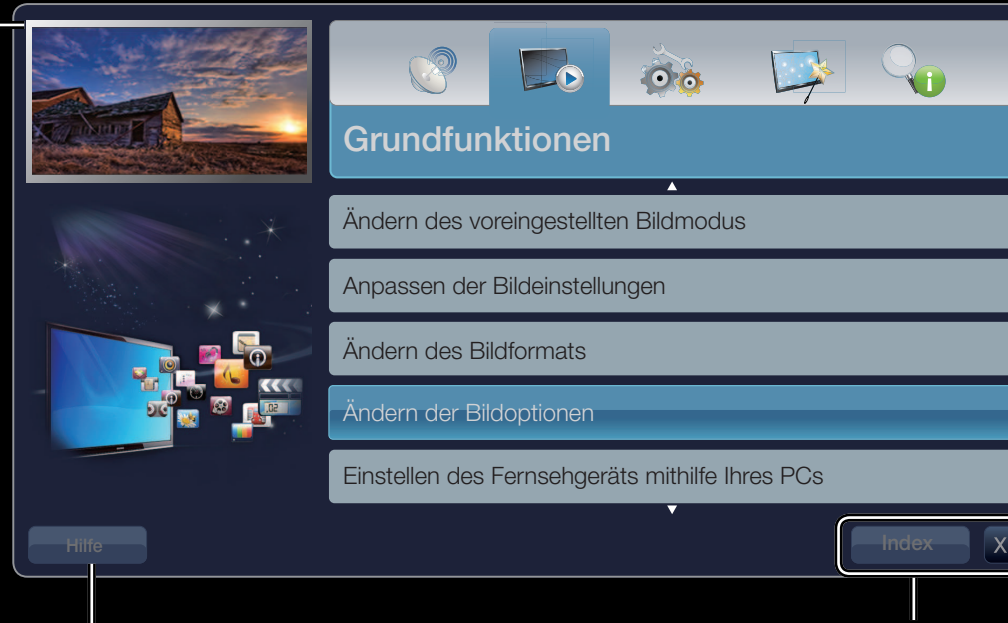 Grundfunktionen
Ändern des voreingestellten Bildmodus
Anpassen der Bildeinstellungen
Ändern des Bildformats
Ändern der Bildoptionen
Einstellen des Fernsehgeräts mithilfe Ihres PCs
Hilfe
Index
X